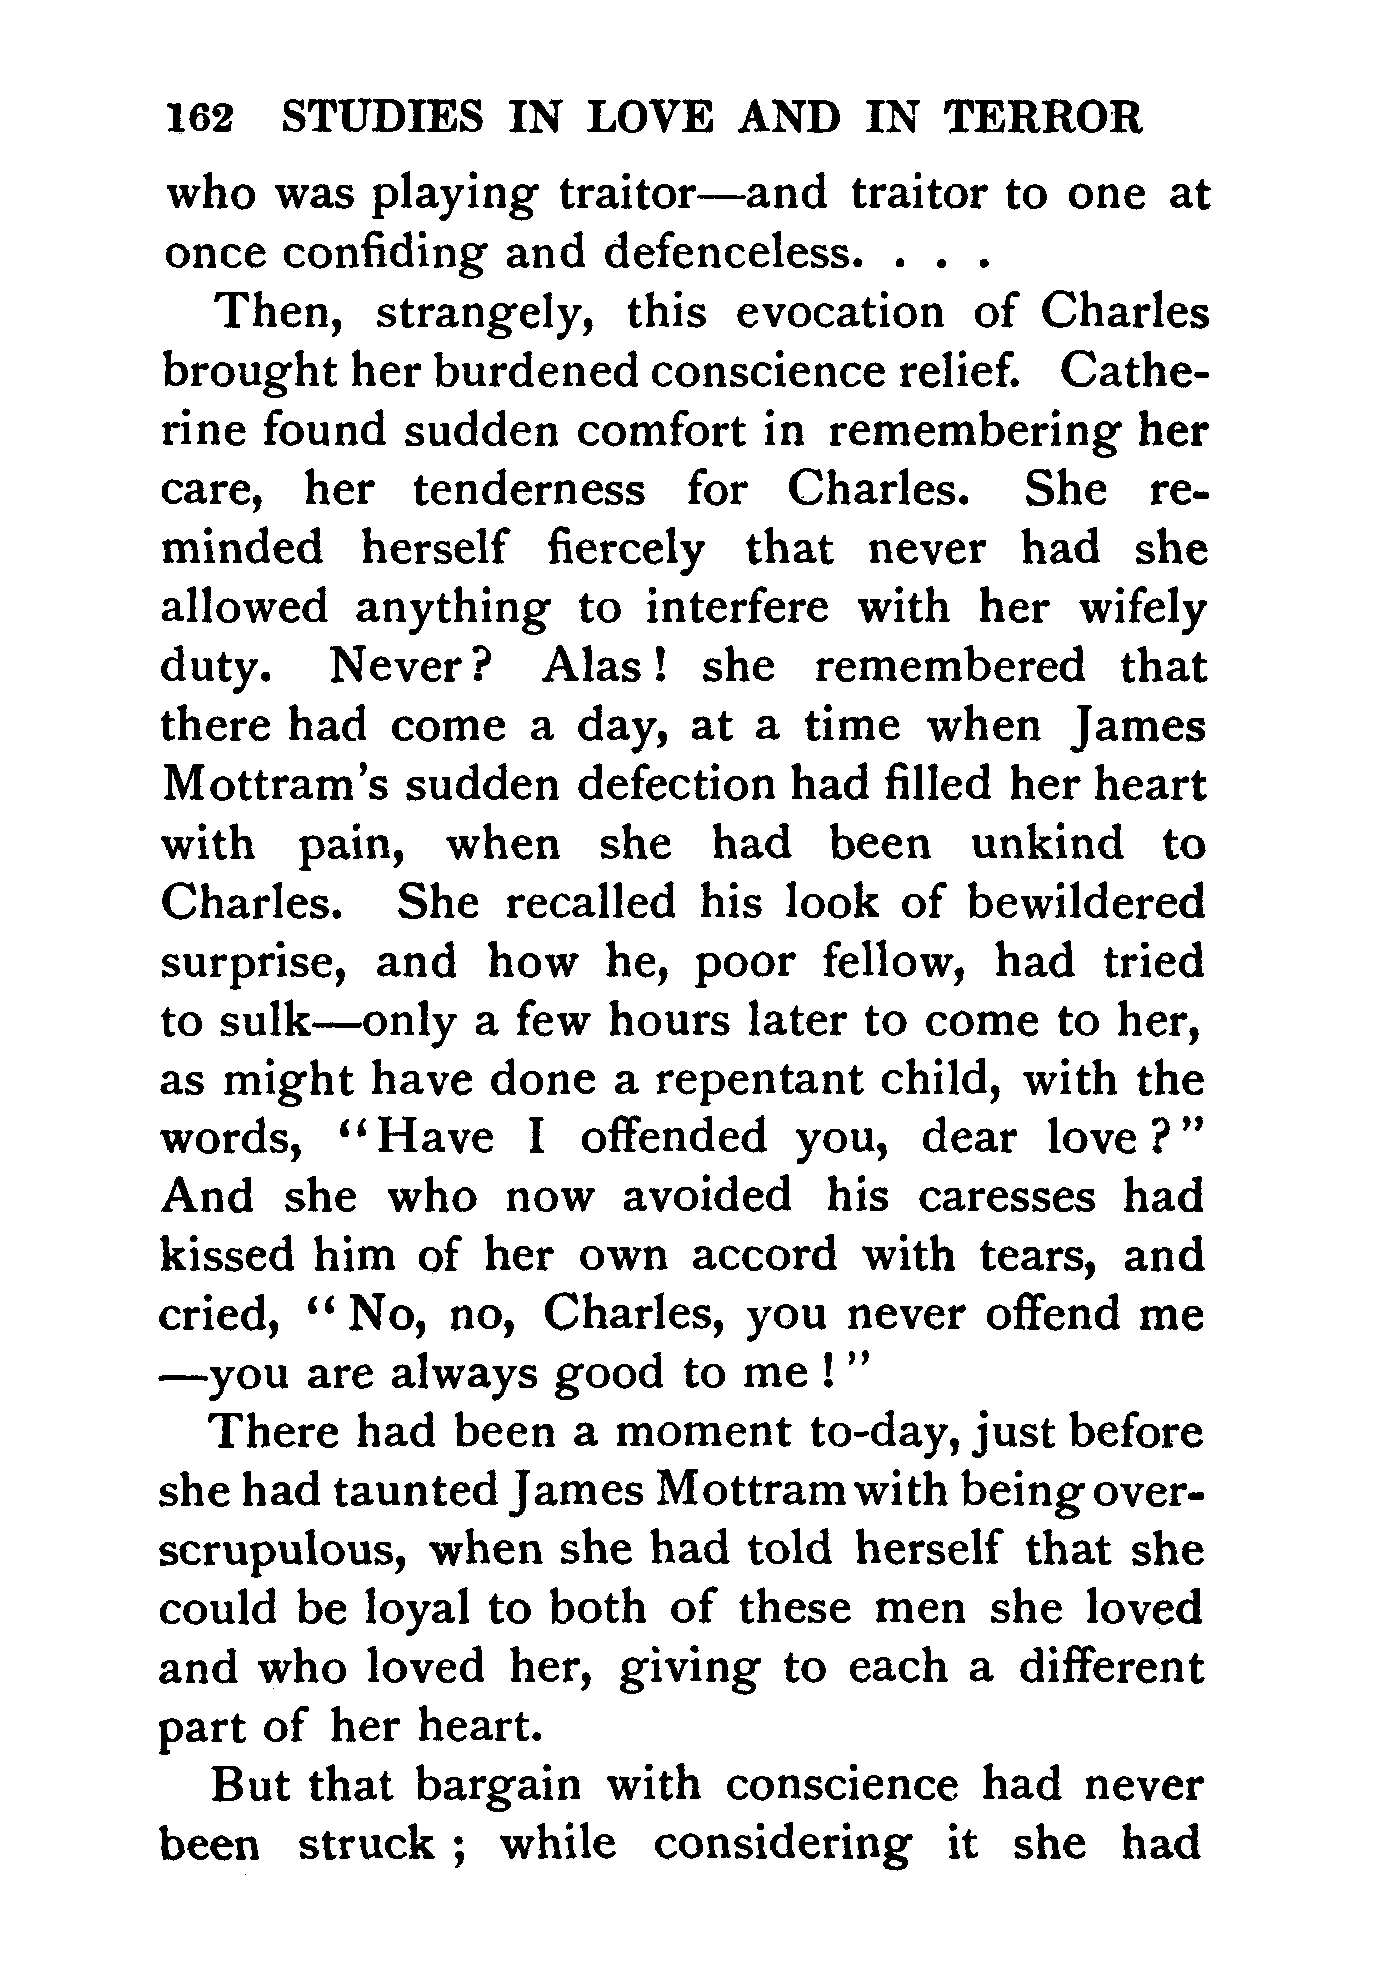 162 STUDIES IN LOVE AND IN TERROR
who was playing traitor—and traitor to one at
once confiding and defenceless. . . .
Then, strangely, this evocation of Charles
brought her burdened conscience relief. Cathe-
rine found sudden comfort in remembering her
care, her tenderness for Charles. She re-
minded herself fiercely that never had she
allowed anything to interfere with her wifely
duty. Never? Alas! she remembered that
there had come a day, at a time when James
Mottram's sudden defection had filled her heart
with pain, when she had been unkind to
Charles. She recalled his look of bewildered
surprise, and how he, poor fellow, had tried
to sulk—only a few hours later to come to her,
as might have done a repentant child, with the
words, “Have I offended you, dear love?”
And she who now avoided his caresses had
kissed him of her own accord with tears, and
cried, “No, no, Charles, you never offend me
—you are always good to me!”
There had been a moment to-day, just before
she had taunted James Mottram with being over-
scrupulous, when she had told herself that she
could be loyal to both of these men she loved
and who loved her, giving to each a different
part of her heart.
But that bargain with conscience had never
been struck; while considering it she had